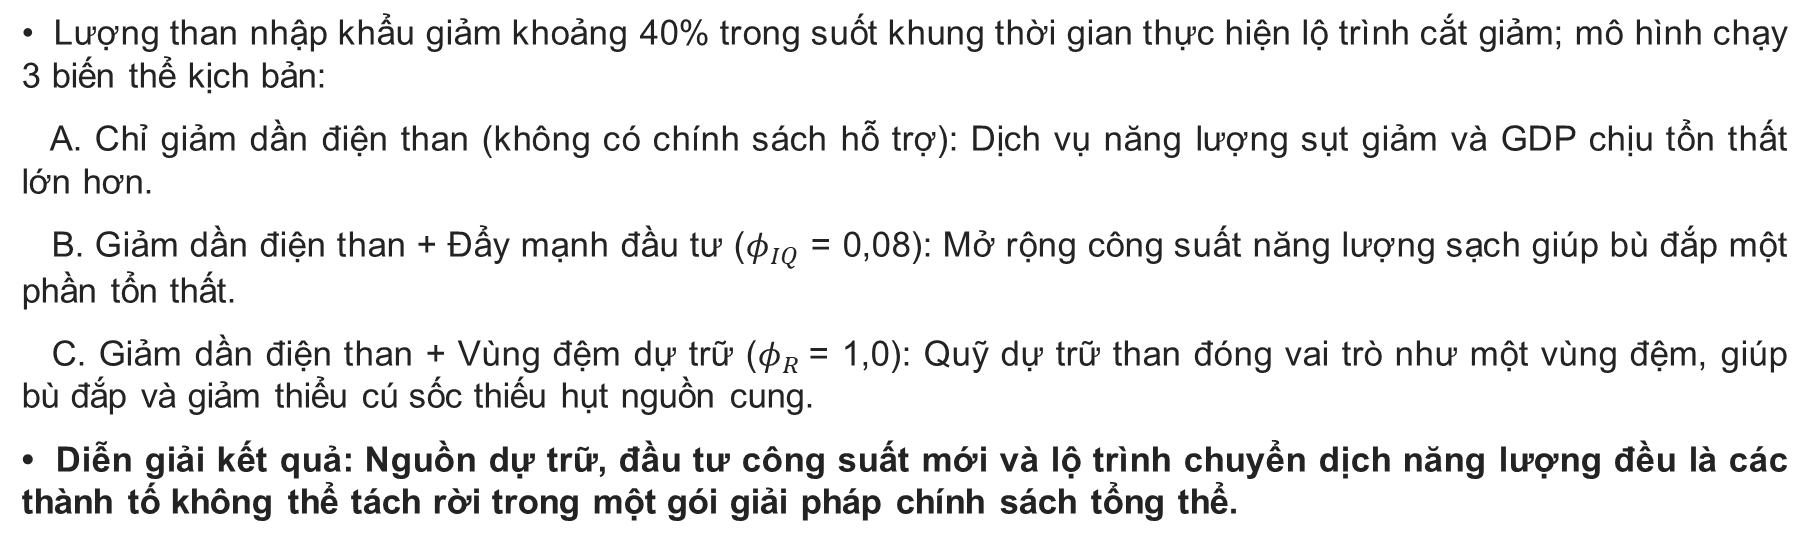 • Lượng than nhập khẩu giảm khoảng 40% trong suốt khung thời gian thực hiện lộ trình cắt giảm; mô hình chạy
3 biến thể kịch bản:
A. Chỉ giảm dần điện than (không có chính sách hỗ trợ): Dịch vụ năng lượng sụt giảm và GDP chịu tổn thất
lớn hơn.
B. Giảm dần điện than + Đẩy mạnh đầu tư (𝜙_IQ = 0,08): Mở rộng công suất năng lượng sạch giúp bù đắp một
phần tổn thất.
C. Giảm dần điện than + Vùng đệm dự trữ (𝜙_R = 1,0): Quỹ dự trữ than đóng vai trò như một vùng đệm, giúp
bù đắp và giảm thiểu cú sốc thiếu hụt nguồn cung.
• Diễn giải kết quả: Nguồn dự trữ, đầu tư công suất mới và lộ trình chuyển dịch năng lượng đều là các
thành tố không thể tách rời trong một gói giải pháp chính sách tổng thể.